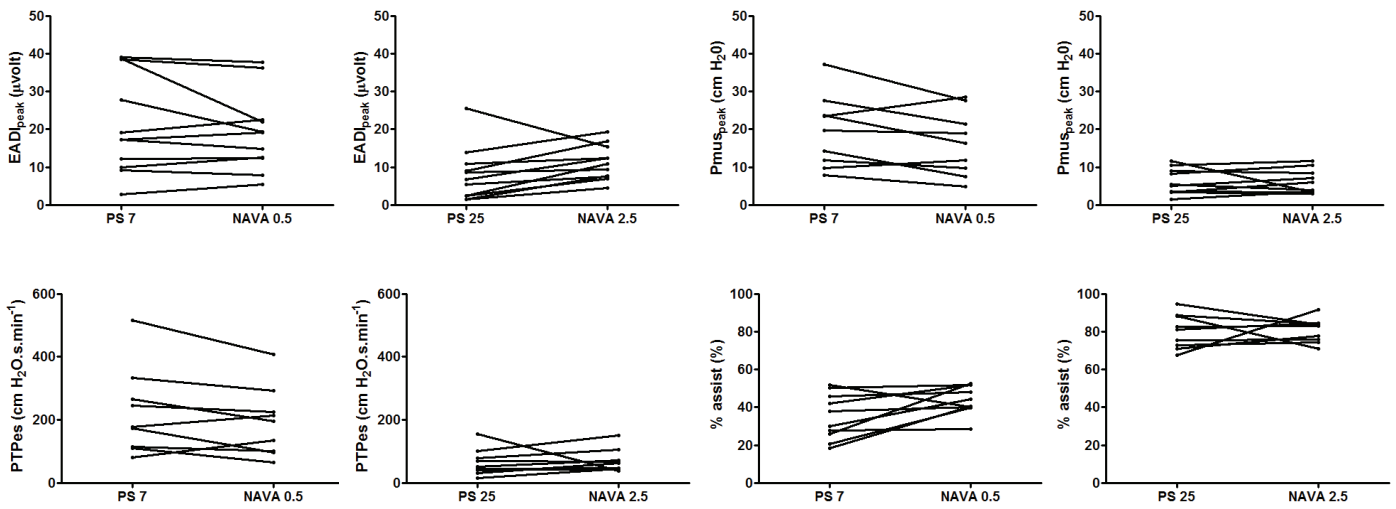 EADIpeak (μvolt)
50
40
30
20
10
0
PS 7 NAVA 0.5
EADIpeak (μvolt)
50
40
30
20
10
0
PS 25 NAVA 2.5
Pmuspeak (cm H20)
50
40
30
20
10
0
PS 7 NAVA 0.5
Pmuspeak (cm H20)
50
40
30
20
10
0
PS 25 NAVA 2.5
PTPes (cm H2O.s.min-1)
600
400
200
0
PS 7 NAVA 0.5
PTPes (cm H2O.s.min-1)
600
400
200
0
PS 25 NAVA 2.5
% assist (%)
100
80
60
40
20
0
PS 7 NAVA 0.5
% assist (%)
100
80
60
40
20
0
PS 25 NAVA 2.5